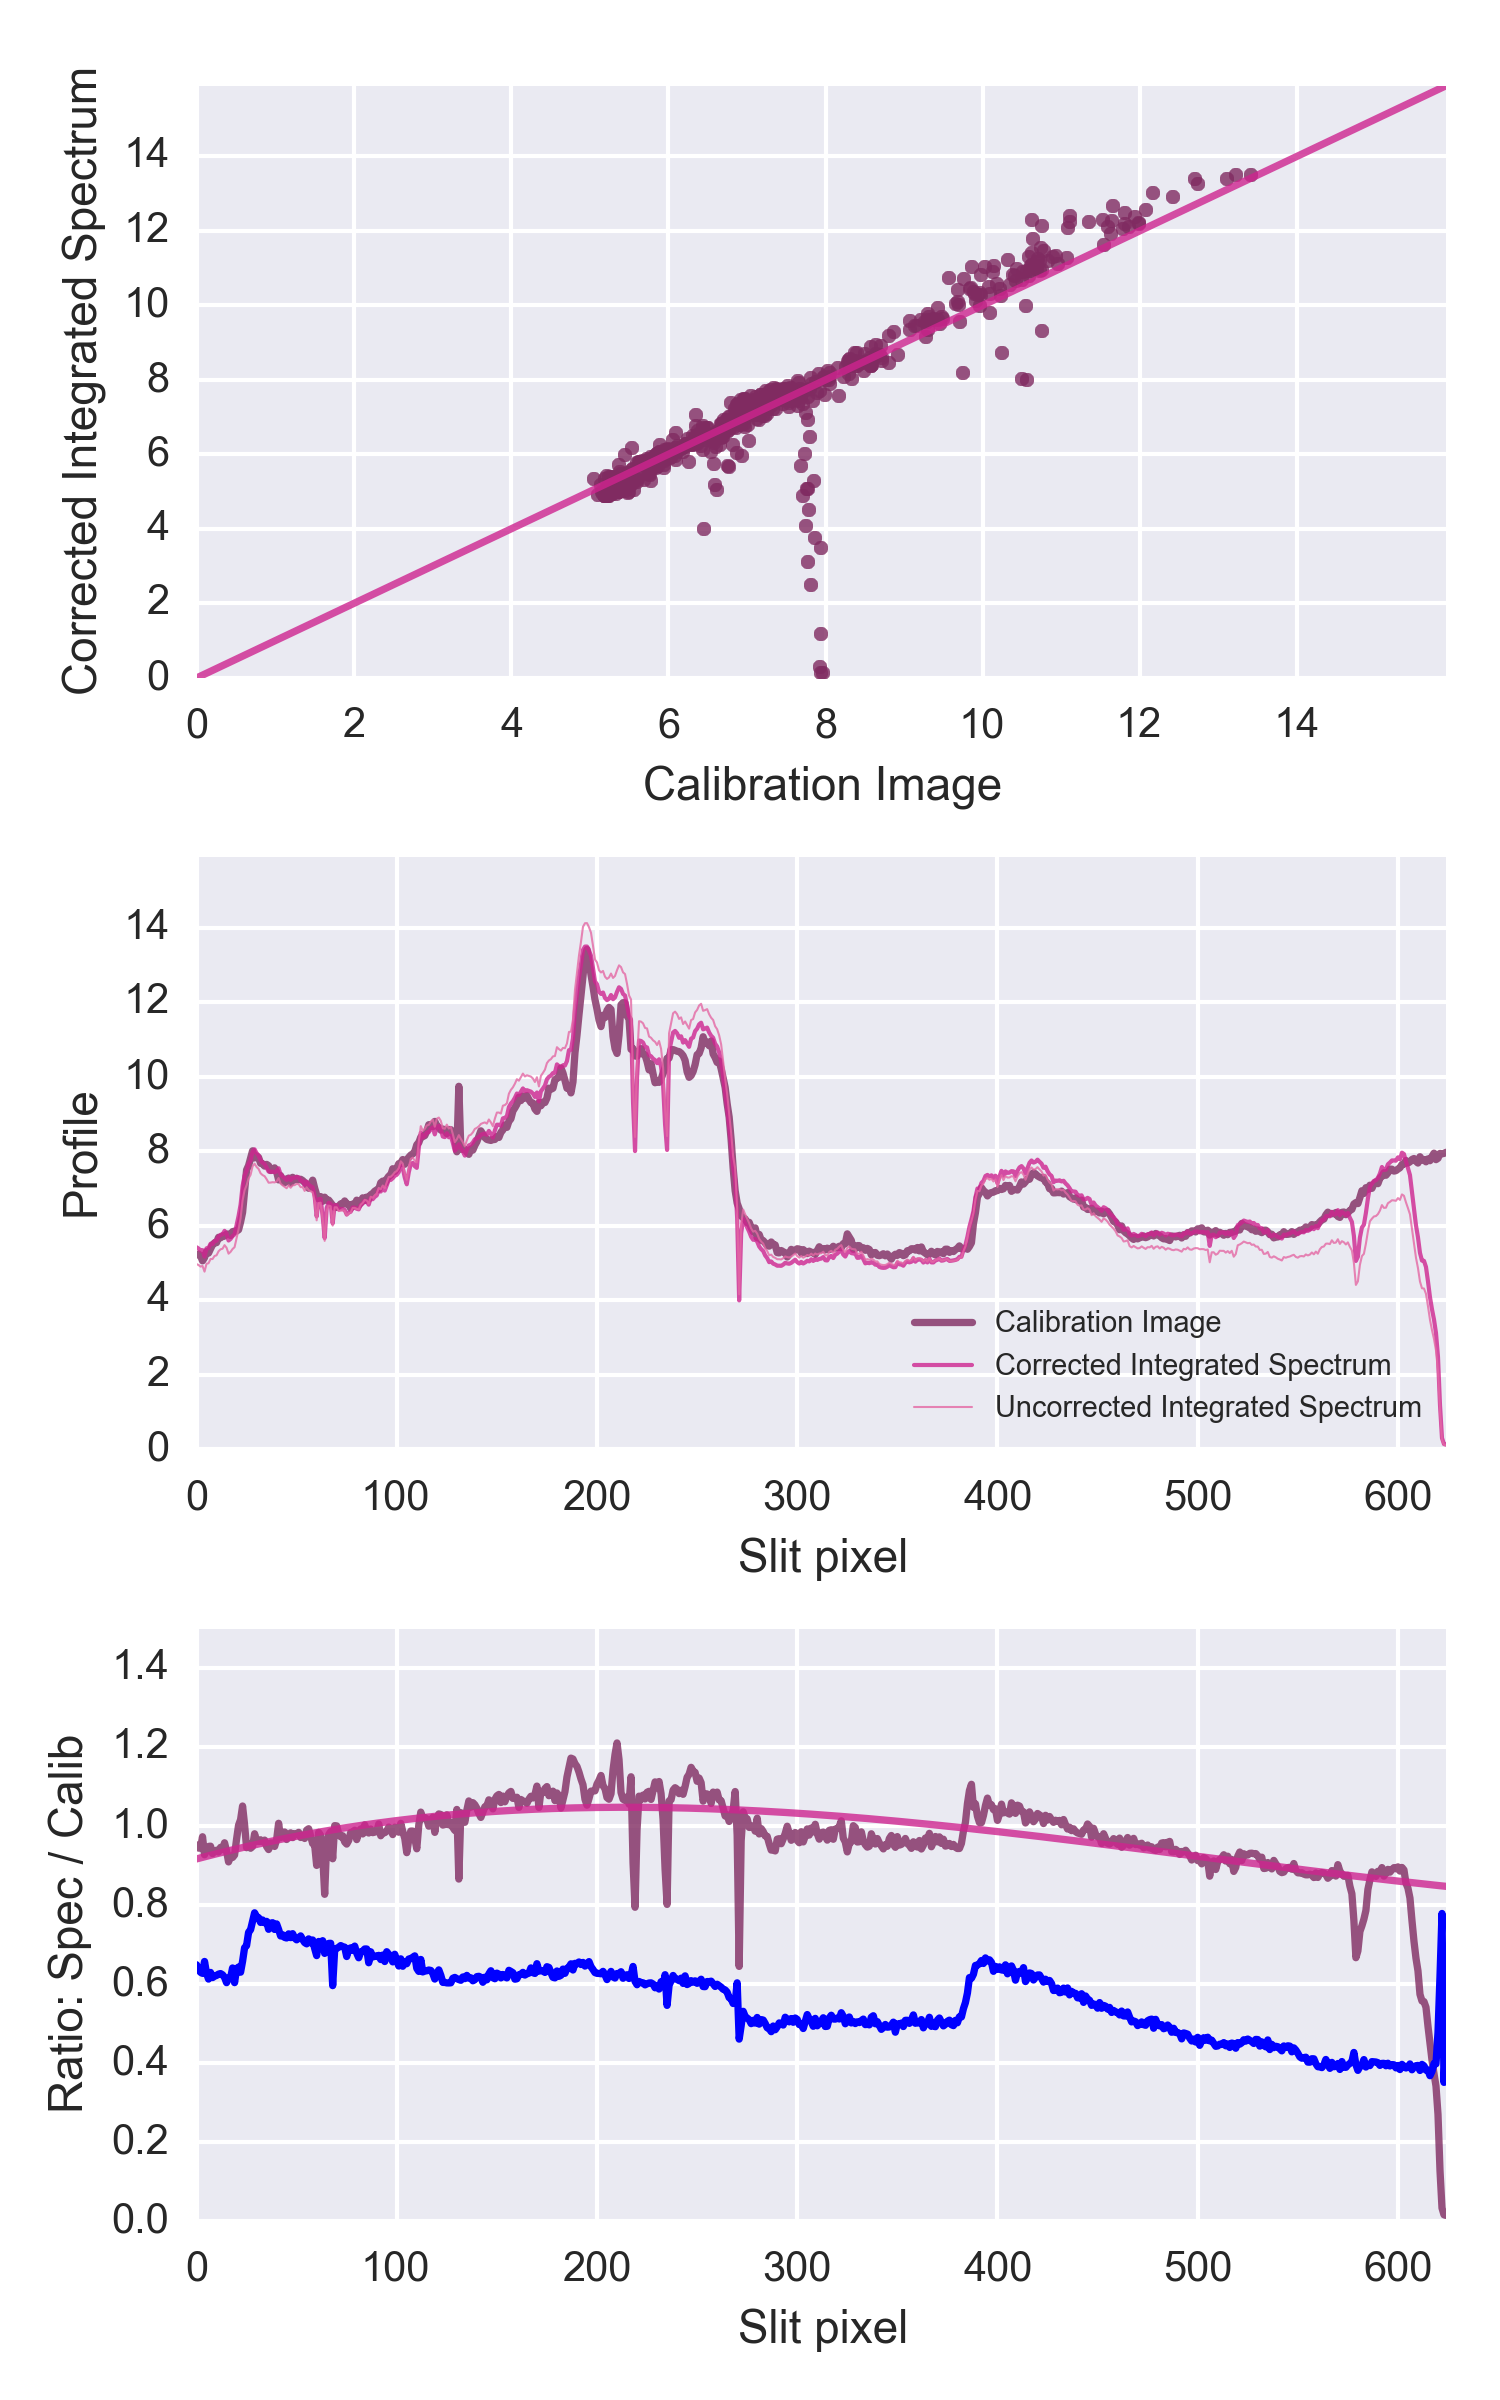 Corrected Integrated Spectrum
14
12
10
8
6
4
2
0
0 2 4 6 8 10 12 14
Calibration Image
Profile
14
12
10
8
6
4
2
0
Calibration Image
Corrected Integrated Spectrum
Uncorrected Integrated Spectrum
0 100 200 300 400 500 600
Slit pixel
Ratio: Spec / Calib
1.4
1.2
1.0
0.8
0.6
0.4
0.2
0.0
0 100 200 300 400 500 600
Slit pixel